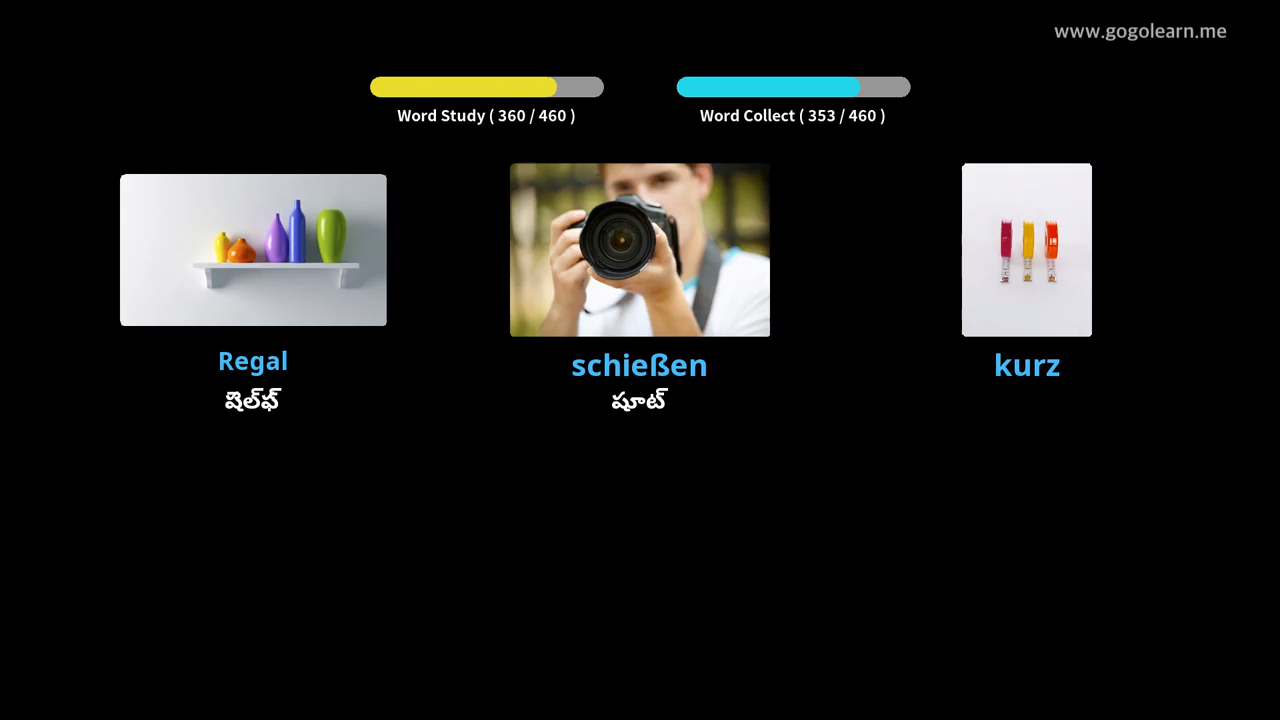 www.gogolearn.me
Word Study ( 360 / 460 )
Word Collect ( 353 / 460 )
Regal
షెల్ఫ్
schießen
షూట్
kurz